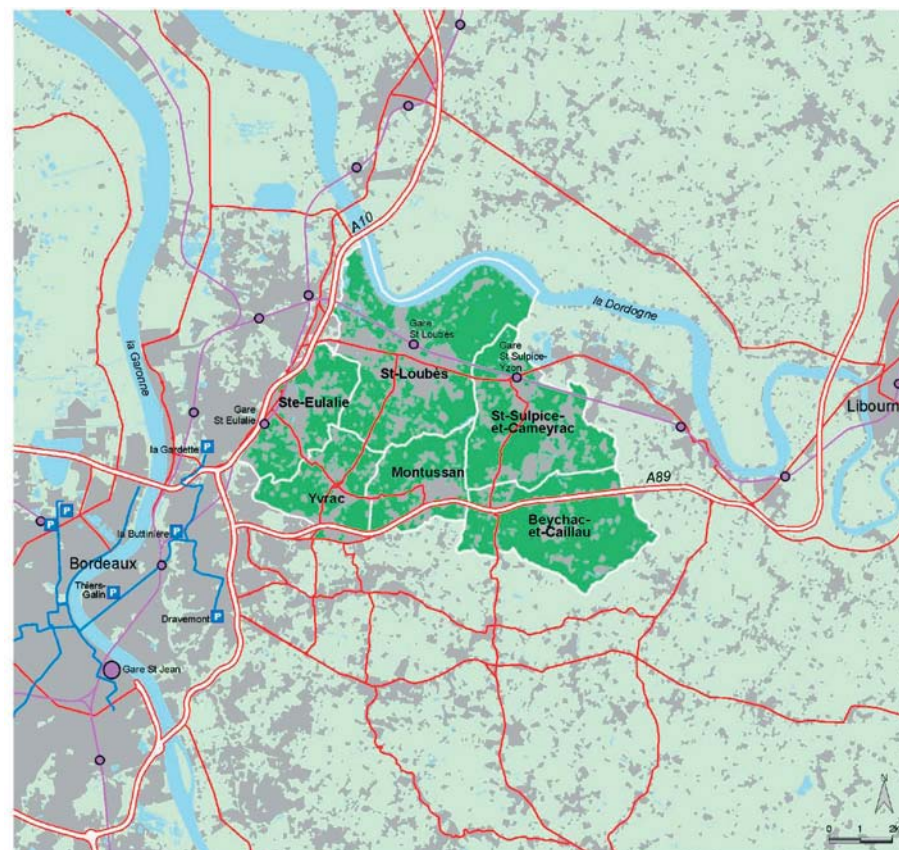 A10
la Garonne
la Dordogne
Gare
St Loubès
Gare
St Sulpice-
Yzon
St-Loubès
Ste-Eulalie
Gare
St Eulalie
St-Sulpice-
et-Cameyrac
Libourn
la Gardette
Montussan
Yvrac
A89
Beychac-
et-Caillau
la Buttinière
Bordeaux
Thiers-
Galin
Dravemont
Gare St Jean
P
P
P
P
P
P
N
0 1 2K